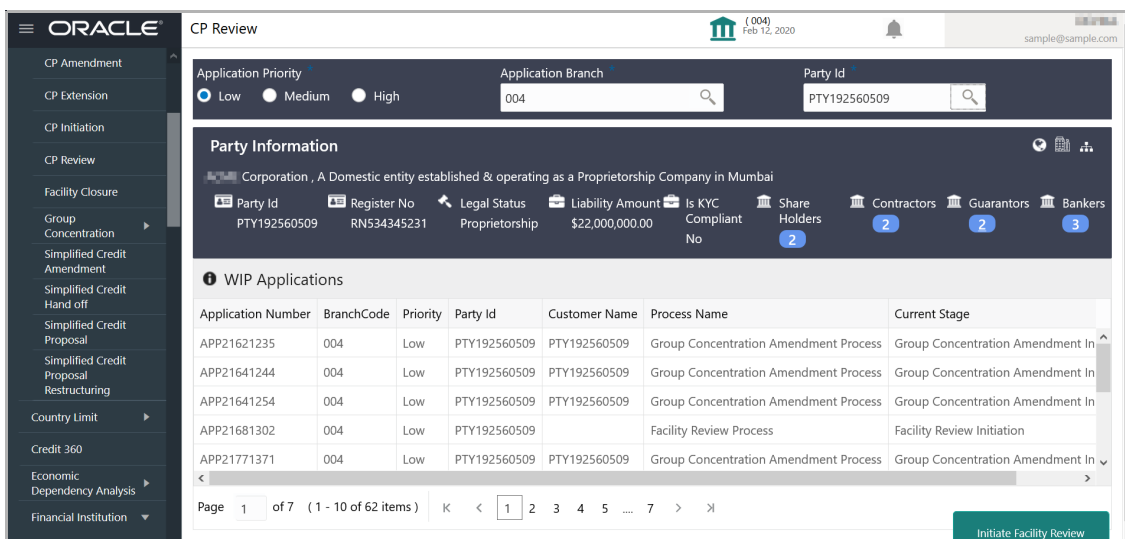 ORACLE
CP Review
( 004)
Feb 12, 2020
sample@sample.com
CP Amendment
CP Extension
CP Initiation
CP Review
Facility Closure
Group
Concentration
Simplified Credit
Amendment
Simplified Credit
Hand off
Simplified Credit
Proposal
Simplified Credit
Proposal
Restructuring
Country Limit
Credit 360
Economic
Dependency Analysis
Financial Institution
Application Priority
Low Medium High
Application Branch
004
Party Id
PTY192560509
Party Information
Corporation , A Domestic entity established & operating as a Proprietorship Company in Mumbai
Party Id
PTY192560509
Register No
RN534345231
Legal Status
Proprietorship
Liability Amount
$22,000,000.00
Is KYC
Compliant
No
Share
Holders
2
Contractors
2
Guarantors
2
Bankers
3
WIP Applications
Application Number BranchCode Priority Party Id Customer Name Process Name Current Stage
APP21621235 004 Low PTY192560509 PTY192560509 Group Concentration Amendment Process Group Concentration Amendment In
APP21641244 004 Low PTY192560509 PTY192560509 Group Concentration Amendment Process Group Concentration Amendment In
APP21641254 004 Low PTY192560509 PTY192560509 Group Concentration Amendment Process Group Concentration Amendment In
APP21681302 004 Low PTY192560509 Facility Review Process Facility Review Initiation
APP21771371 004 Low PTY192560509 PTY192560509 Group Concentration Amendment Process Group Concentration Amendment In
Page 1 of 7 ( 1 - 10 of 62 items ) 1 2 3 4 5 .... 7
Initiate Facility Review